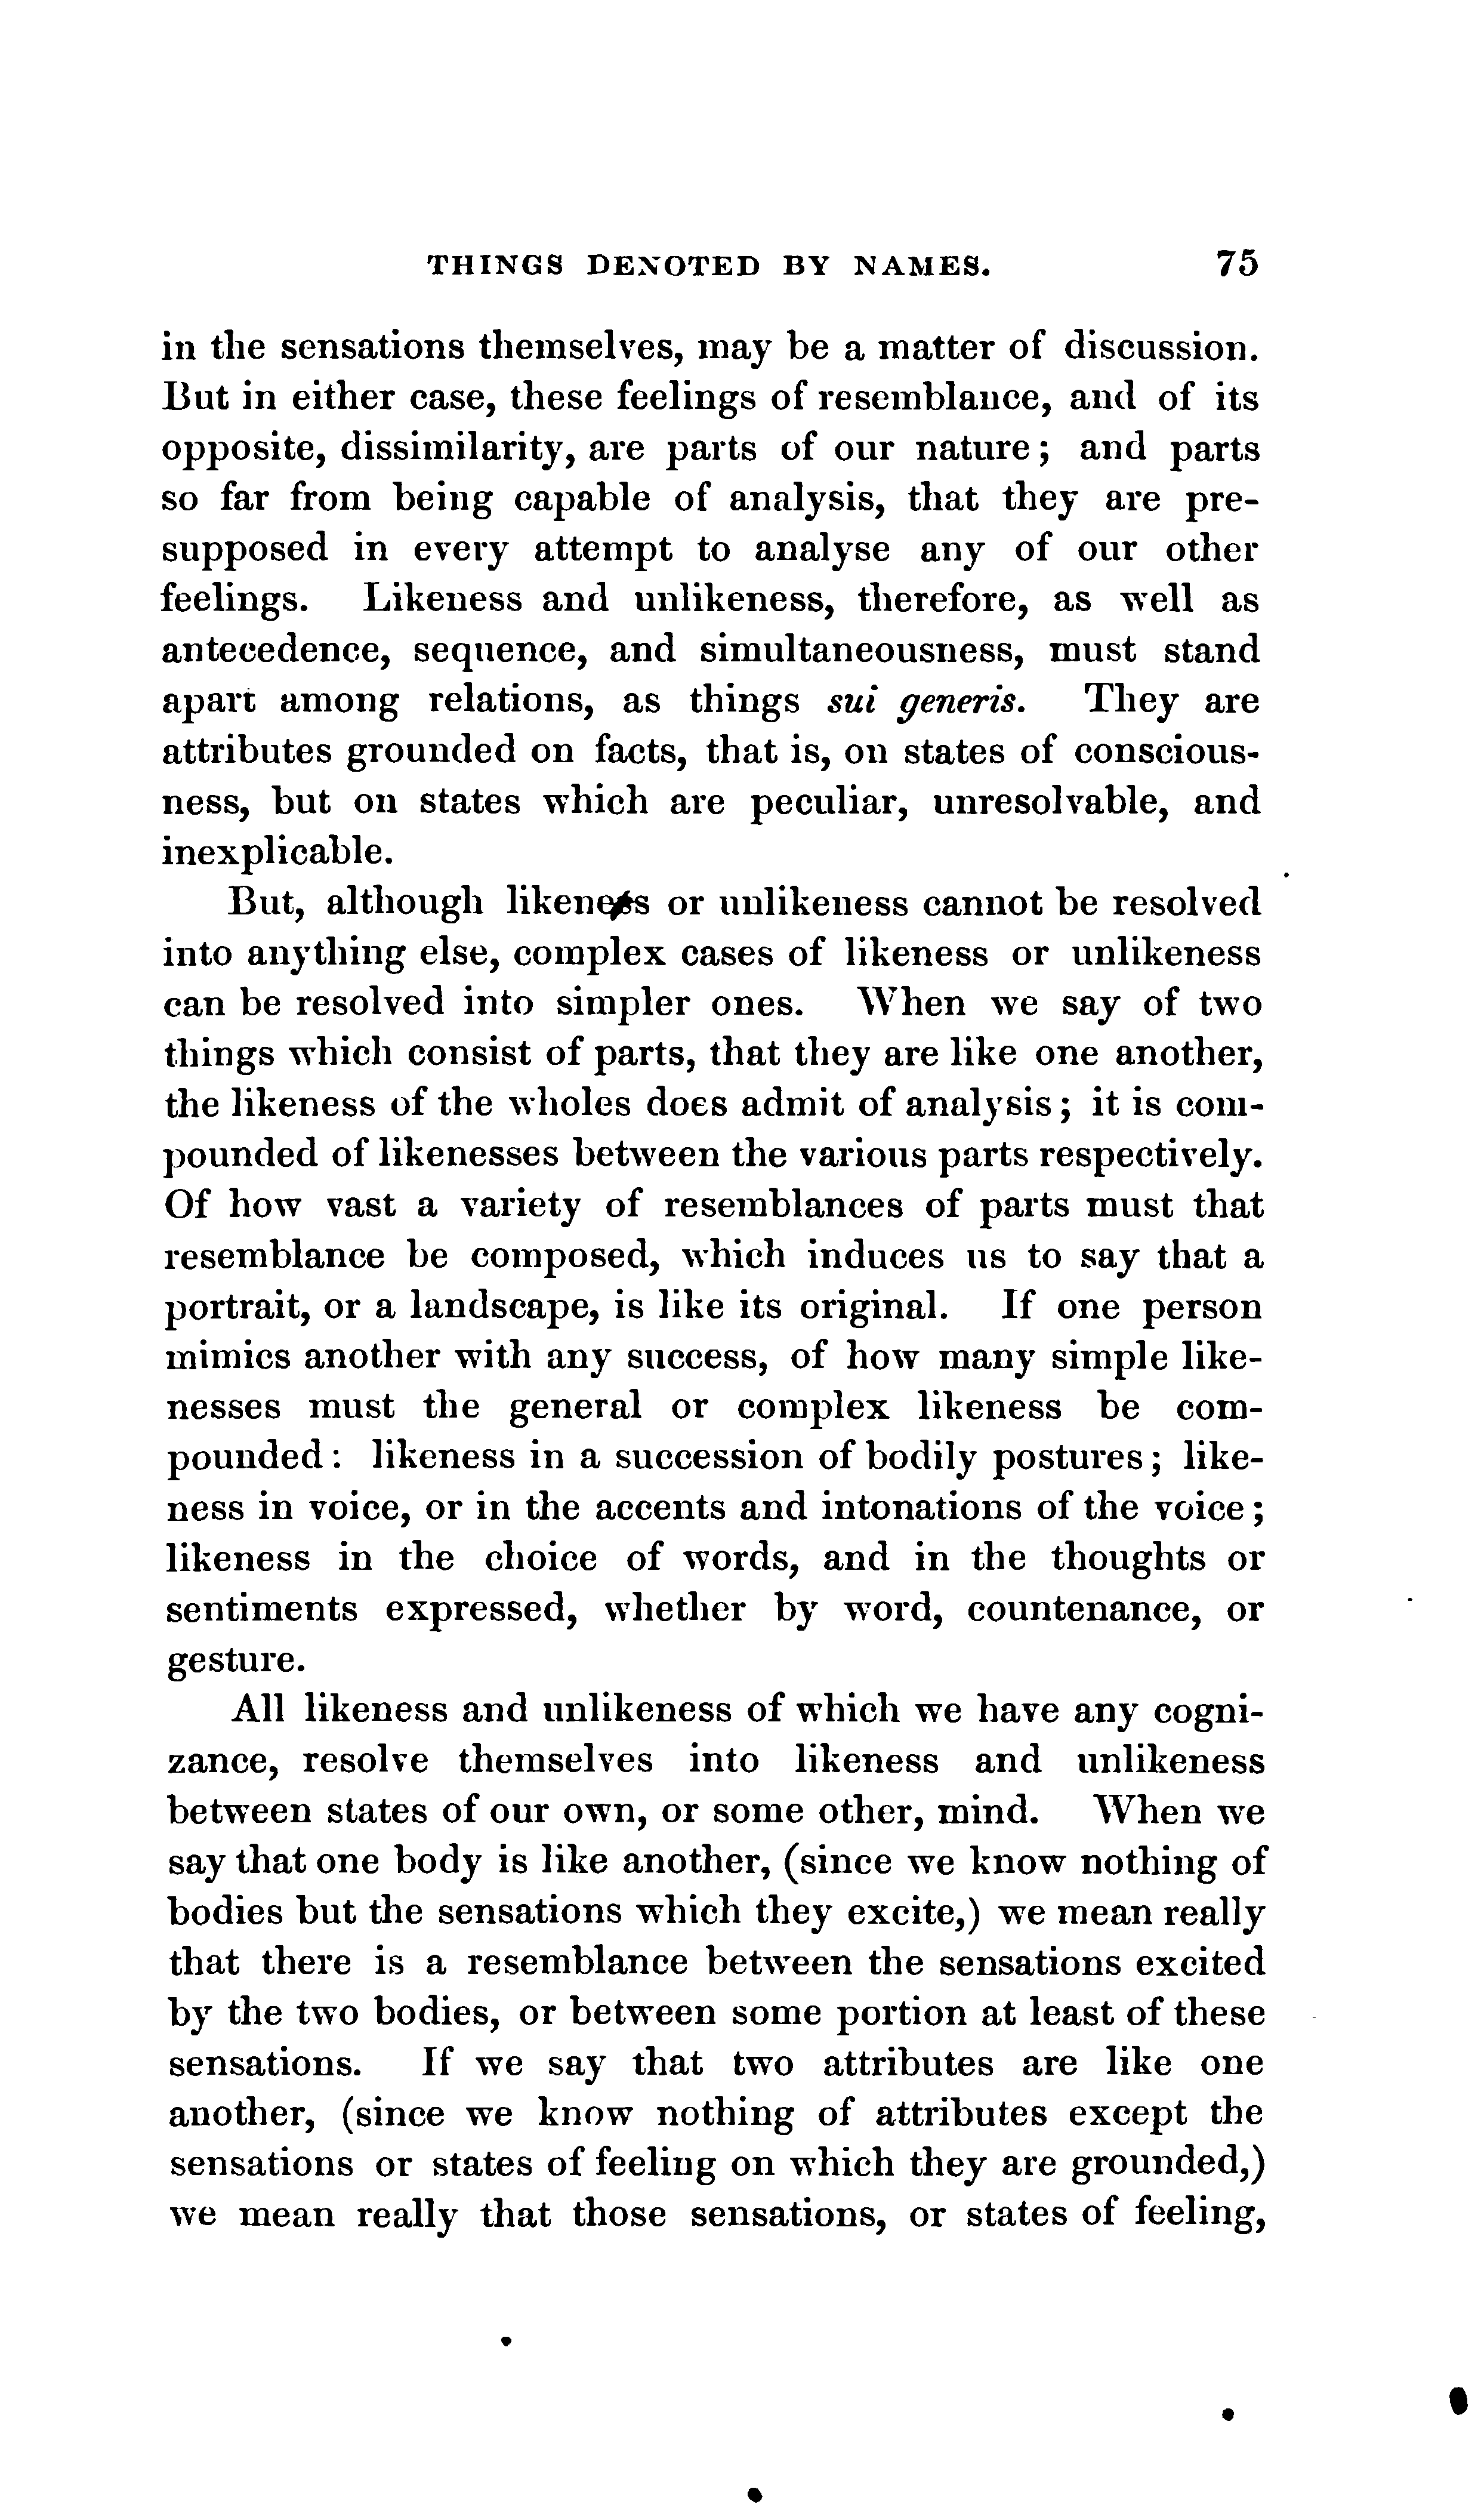 THINGS DENOTED BY NAMES. 75
in the sensations themselves, may be a matter of discussion.
But in either case, these feelings of resemblance, and of its
opposite, dissimilarity, are parts of our nature; and parts
so far from being capable of analysis, that they are pre-
supposed in every attempt to analyse any of our other
feelings. Likeness and unlikeness, therefore, as well as
antecedence, sequence, and simultaneousness, must stand
apart among relations, as things sui generis. They are
attributes grounded on facts, that is, on states of conscious-
ness, but on states which are peculiar, unresolvable, and
inexplicable.
But, although likeness or unlikeness cannot be resolved
into anything else, complex cases of likeness or unlikeness
can be resolved into simpler ones. When we say of two
things which consist of parts, that they are like one another,
the likeness of the wholes does admit of analysis; it is com-
pounded of likenesses between the various parts respectively.
Of how vast a variety of resemblances of parts must that
resemblance be composed, which induces us to say that a
portrait, or a landscape, is like its original. If one person
mimics another with any success, of how many simple like-
nesses must the general or complex likeness be com-
pounded: likeness in a succession of bodily postures; like-
ness in voice, or in the accents and intonations of the voice;
likeness in the choice of words, and in the thoughts or
sentiments expressed, whether by word, countenance, or
gesture.
All likeness and unlikeness of which we have any cogni-
zance, resolve themselves into likeness and unlikeness
between states of our own, or some other, mind. When we
say that one body is like another, (since we know nothing of
bodies but the sensations which they excite,) we mean really
that there is a resemblance between the sensations excited
by the two bodies, or between some portion at least of these
sensations. If we say that two attributes are like one
another, (since we know nothing of attributes except the
sensations or states of feeling on which they are grounded,)
we mean really that those sensations, or states of feeling,